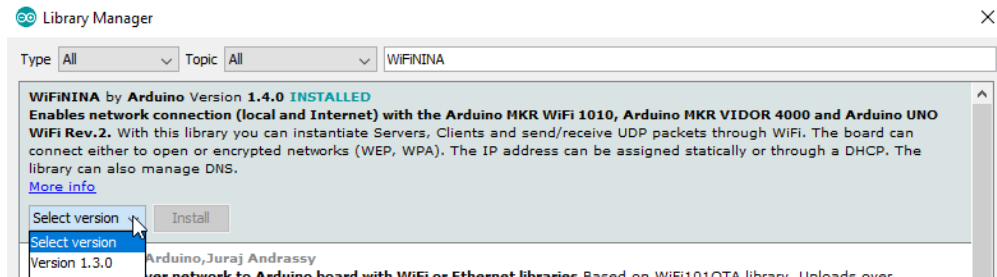 Library Manager
Type All Topic All WiFiNINA
WiFiNINA by Arduino Version 1.4.0 INSTALLED
Enables network connection (local and Internet) with the Arduino MKR WiFi 1010, Arduino MKR VIDOR 4000 and Arduino UNO
WiFi Rev.2. With this library you can instantiate Servers, Clients and send/receive UDP packets through WiFi. The board can
connect either to open or encrypted networks (WEP, WPA). The IP address can be assigned statically or through a DHCP. The
library can also manage DNS.
More info
Select version Install
Select version
Version 1.3.0 Arduino,Juraj Andrassy
network to Arduino board with WiFi or Ethernet libraries Based on WiFi101OTA library. Uploads over